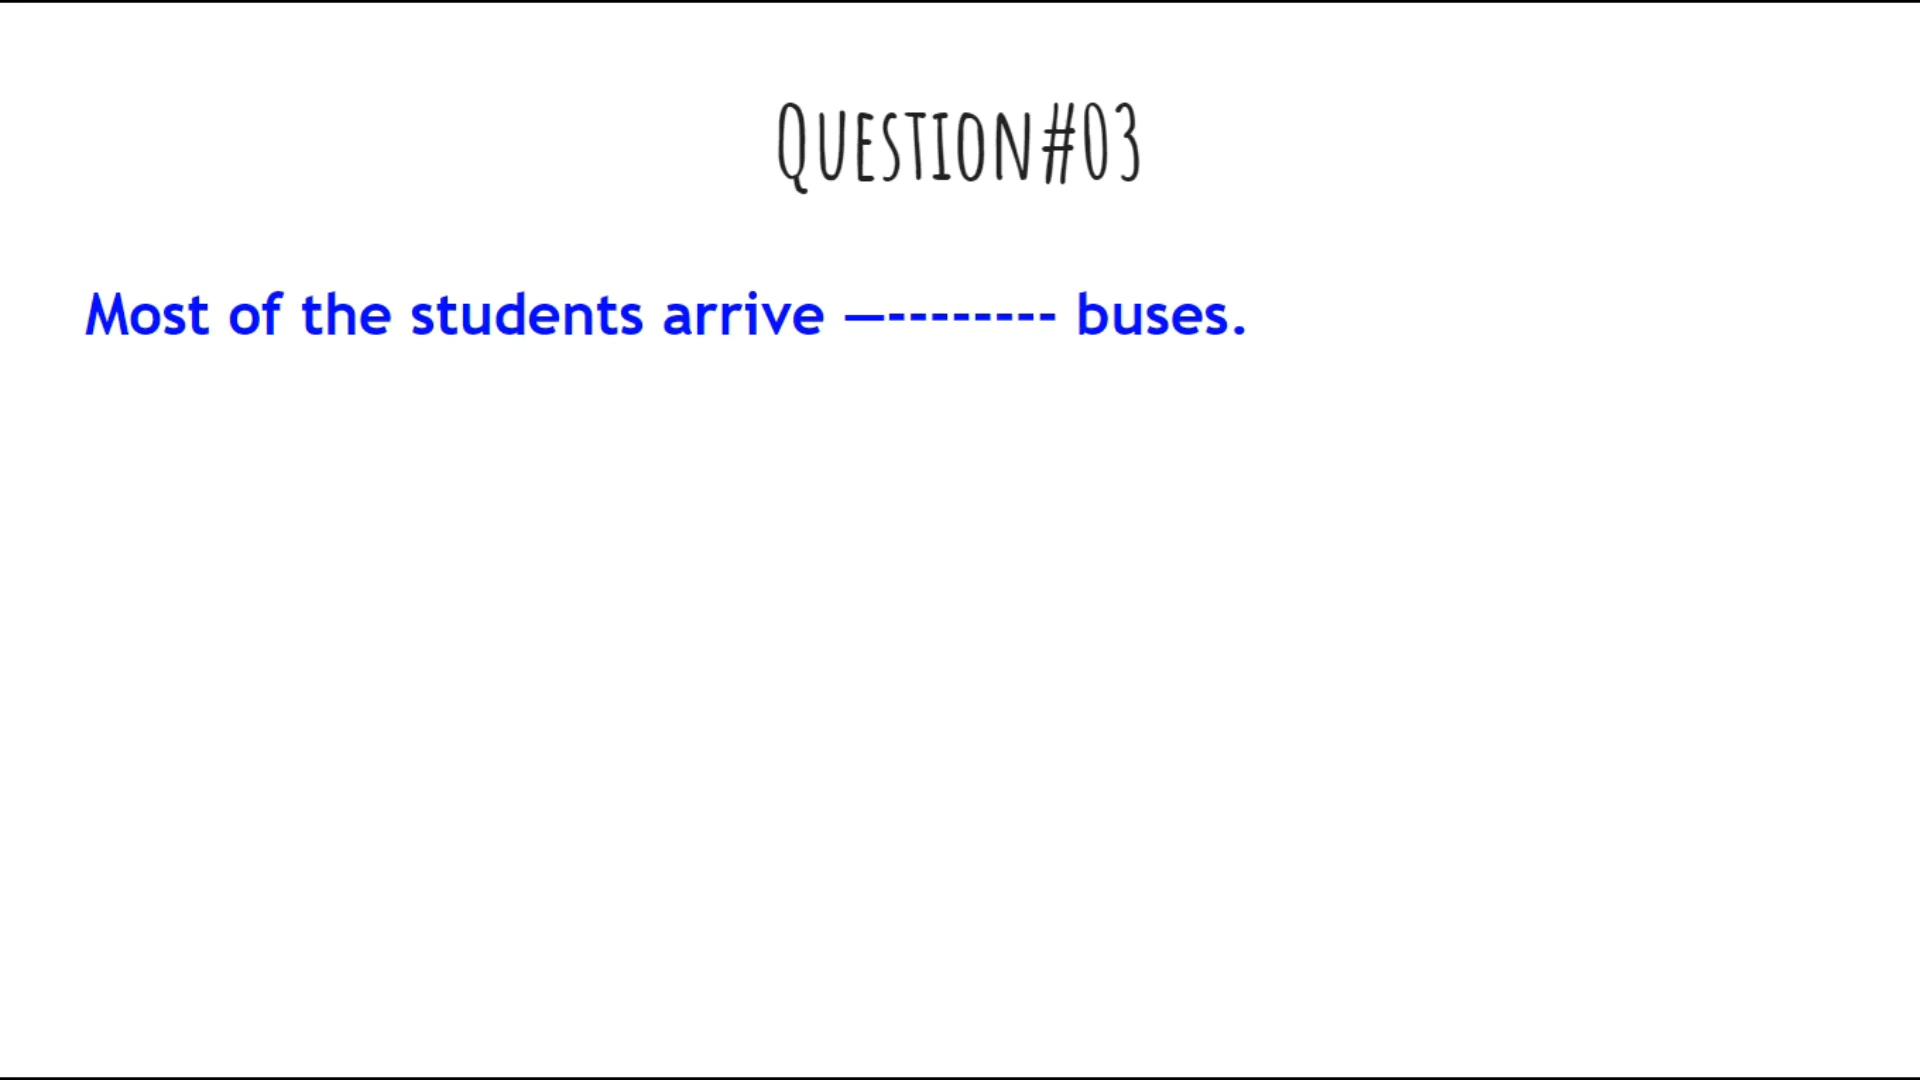 Question#03
Most of the students arrive —-------- buses.